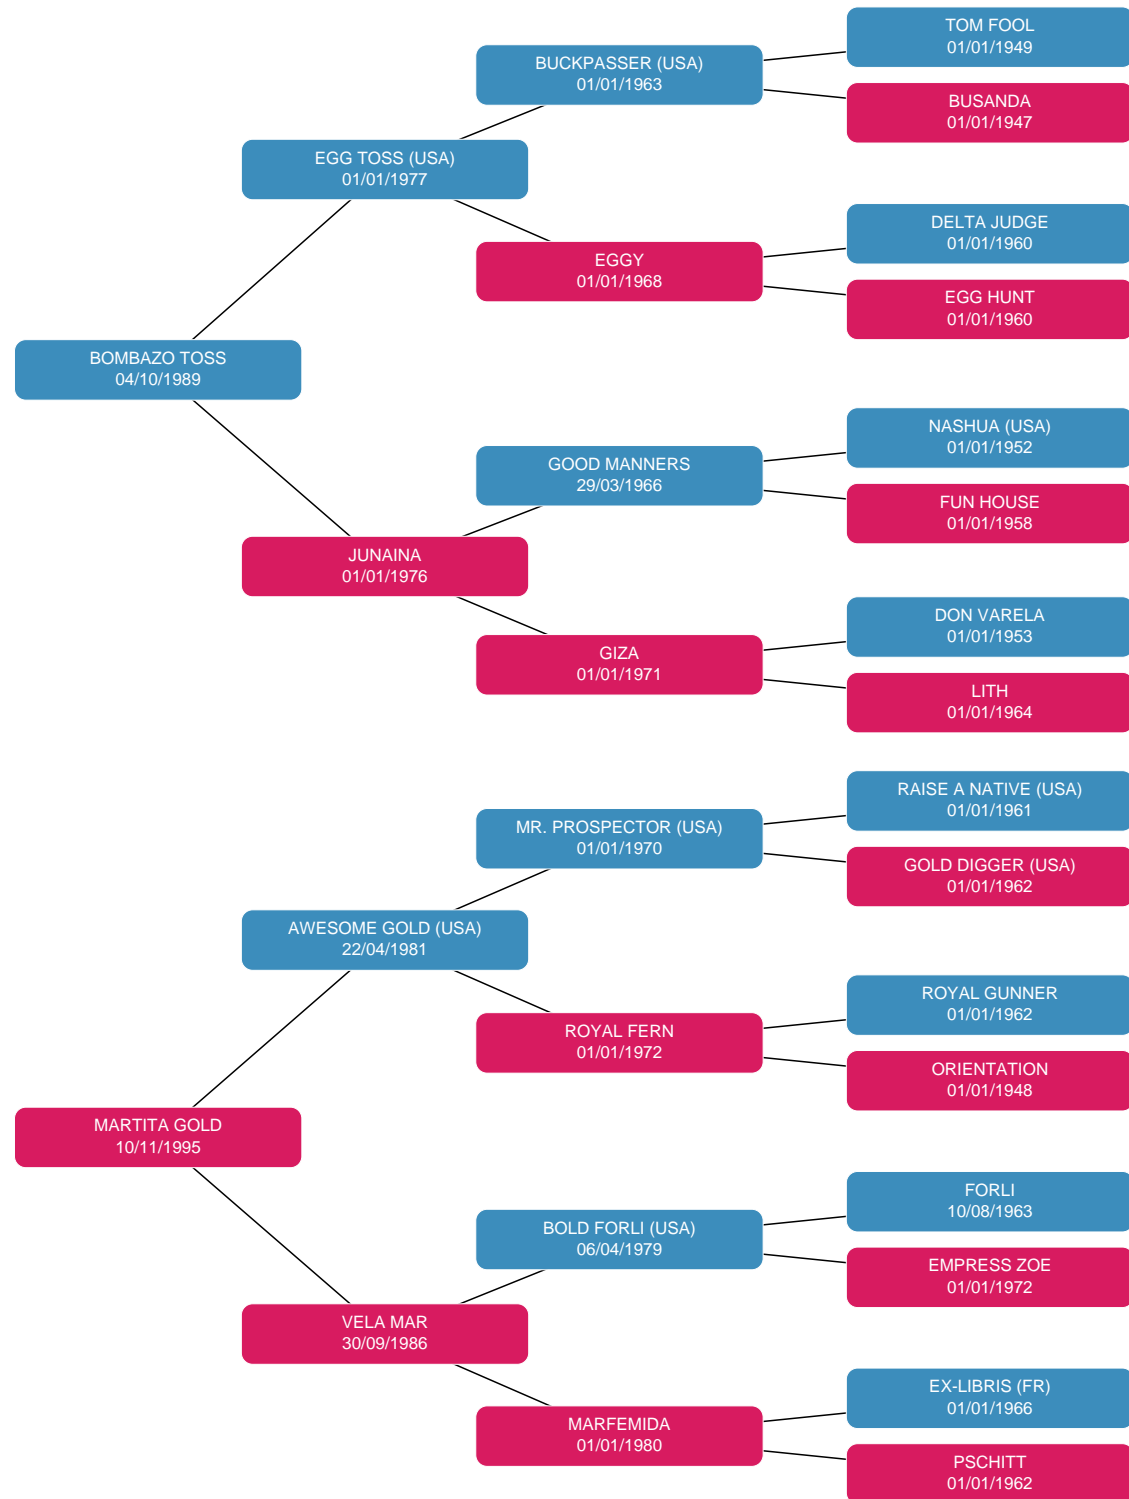 TOM FOOL
01/01/1949
BUCKPASSER (USA)
01/01/1963
BUSANDA
01/01/1947
EGG TOSS (USA)
01/01/1977
DELTA JUDGE
01/01/1960
EGGY
01/01/1968
EGG HUNT
01/01/1960
BOMBAZO TOSS
04/10/1989
NASHUA (USA)
01/01/1952
GOOD MANNERS
29/03/1966
FUN HOUSE
01/01/1958
JUNAINA
01/01/1976
DON VARELA
01/01/1953
GIZA
01/01/1971
LITH
01/01/1964
RAISE A NATIVE (USA)
01/01/1961
MR. PROSPECTOR (USA)
01/01/1970
GOLD DIGGER (USA)
01/01/1962
AWESOME GOLD (USA)
22/04/1981
ROYAL GUNNER
01/01/1962
ROYAL FERN
01/01/1972
ORIENTATION
01/01/1948
MARTITA GOLD
10/11/1995
FORLI
10/08/1963
BOLD FORLI (USA)
06/04/1979
EMPRESS ZOE
01/01/1972
VELA MAR
30/09/1986
EX-LIBRIS (FR)
01/01/1966
MARFEMIDA
01/01/1980
PSCHITT
01/01/1962